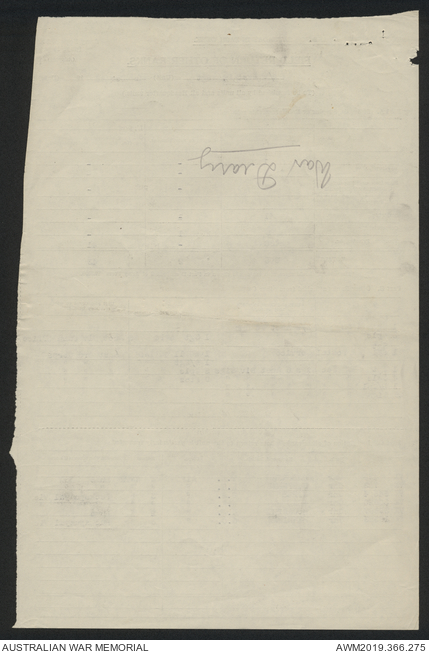 War Diary
AUSTRALIAN WAR MEMORIAL
AWM2019.366.275